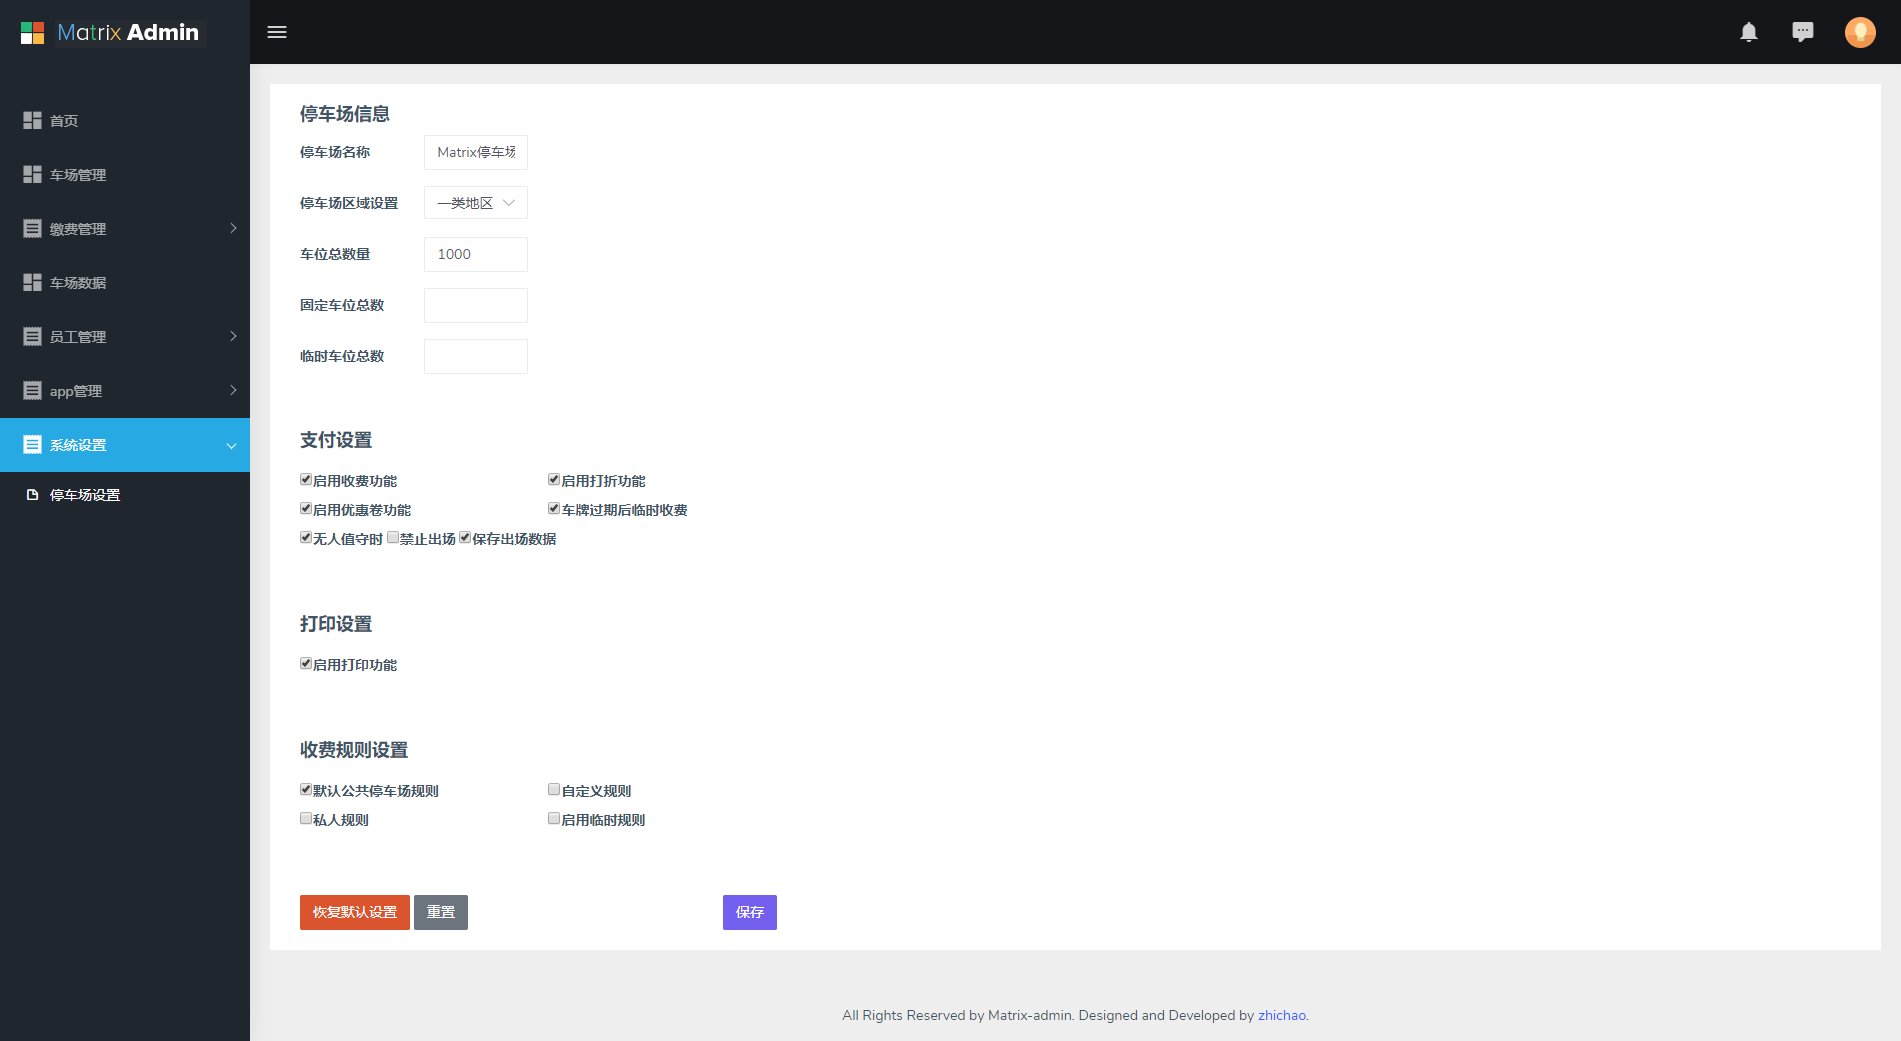 Matrix Admin
首页
车场管理
缴费管理
车场数据
员工管理
app管理
系统设置
停车场设置
停车场信息
停车场名称 Matrix停车场
停车场区域设置 一类地区
车位总数量 1000
固定车位总数
临时车位总数
支付设置
启用收费功能 启用打折功能
启用优惠卷功能 车牌过期后临时收费
无人值守时 禁止出场 保存出场数据
打印设置
启用打印功能
收费规则设置
默认公共停车场规则 自定义规则
私人规则 启用临时规则
恢复默认设置 重置 保存
All Rights Reserved by Matrix-admin. Designed and Developed by zhichao.